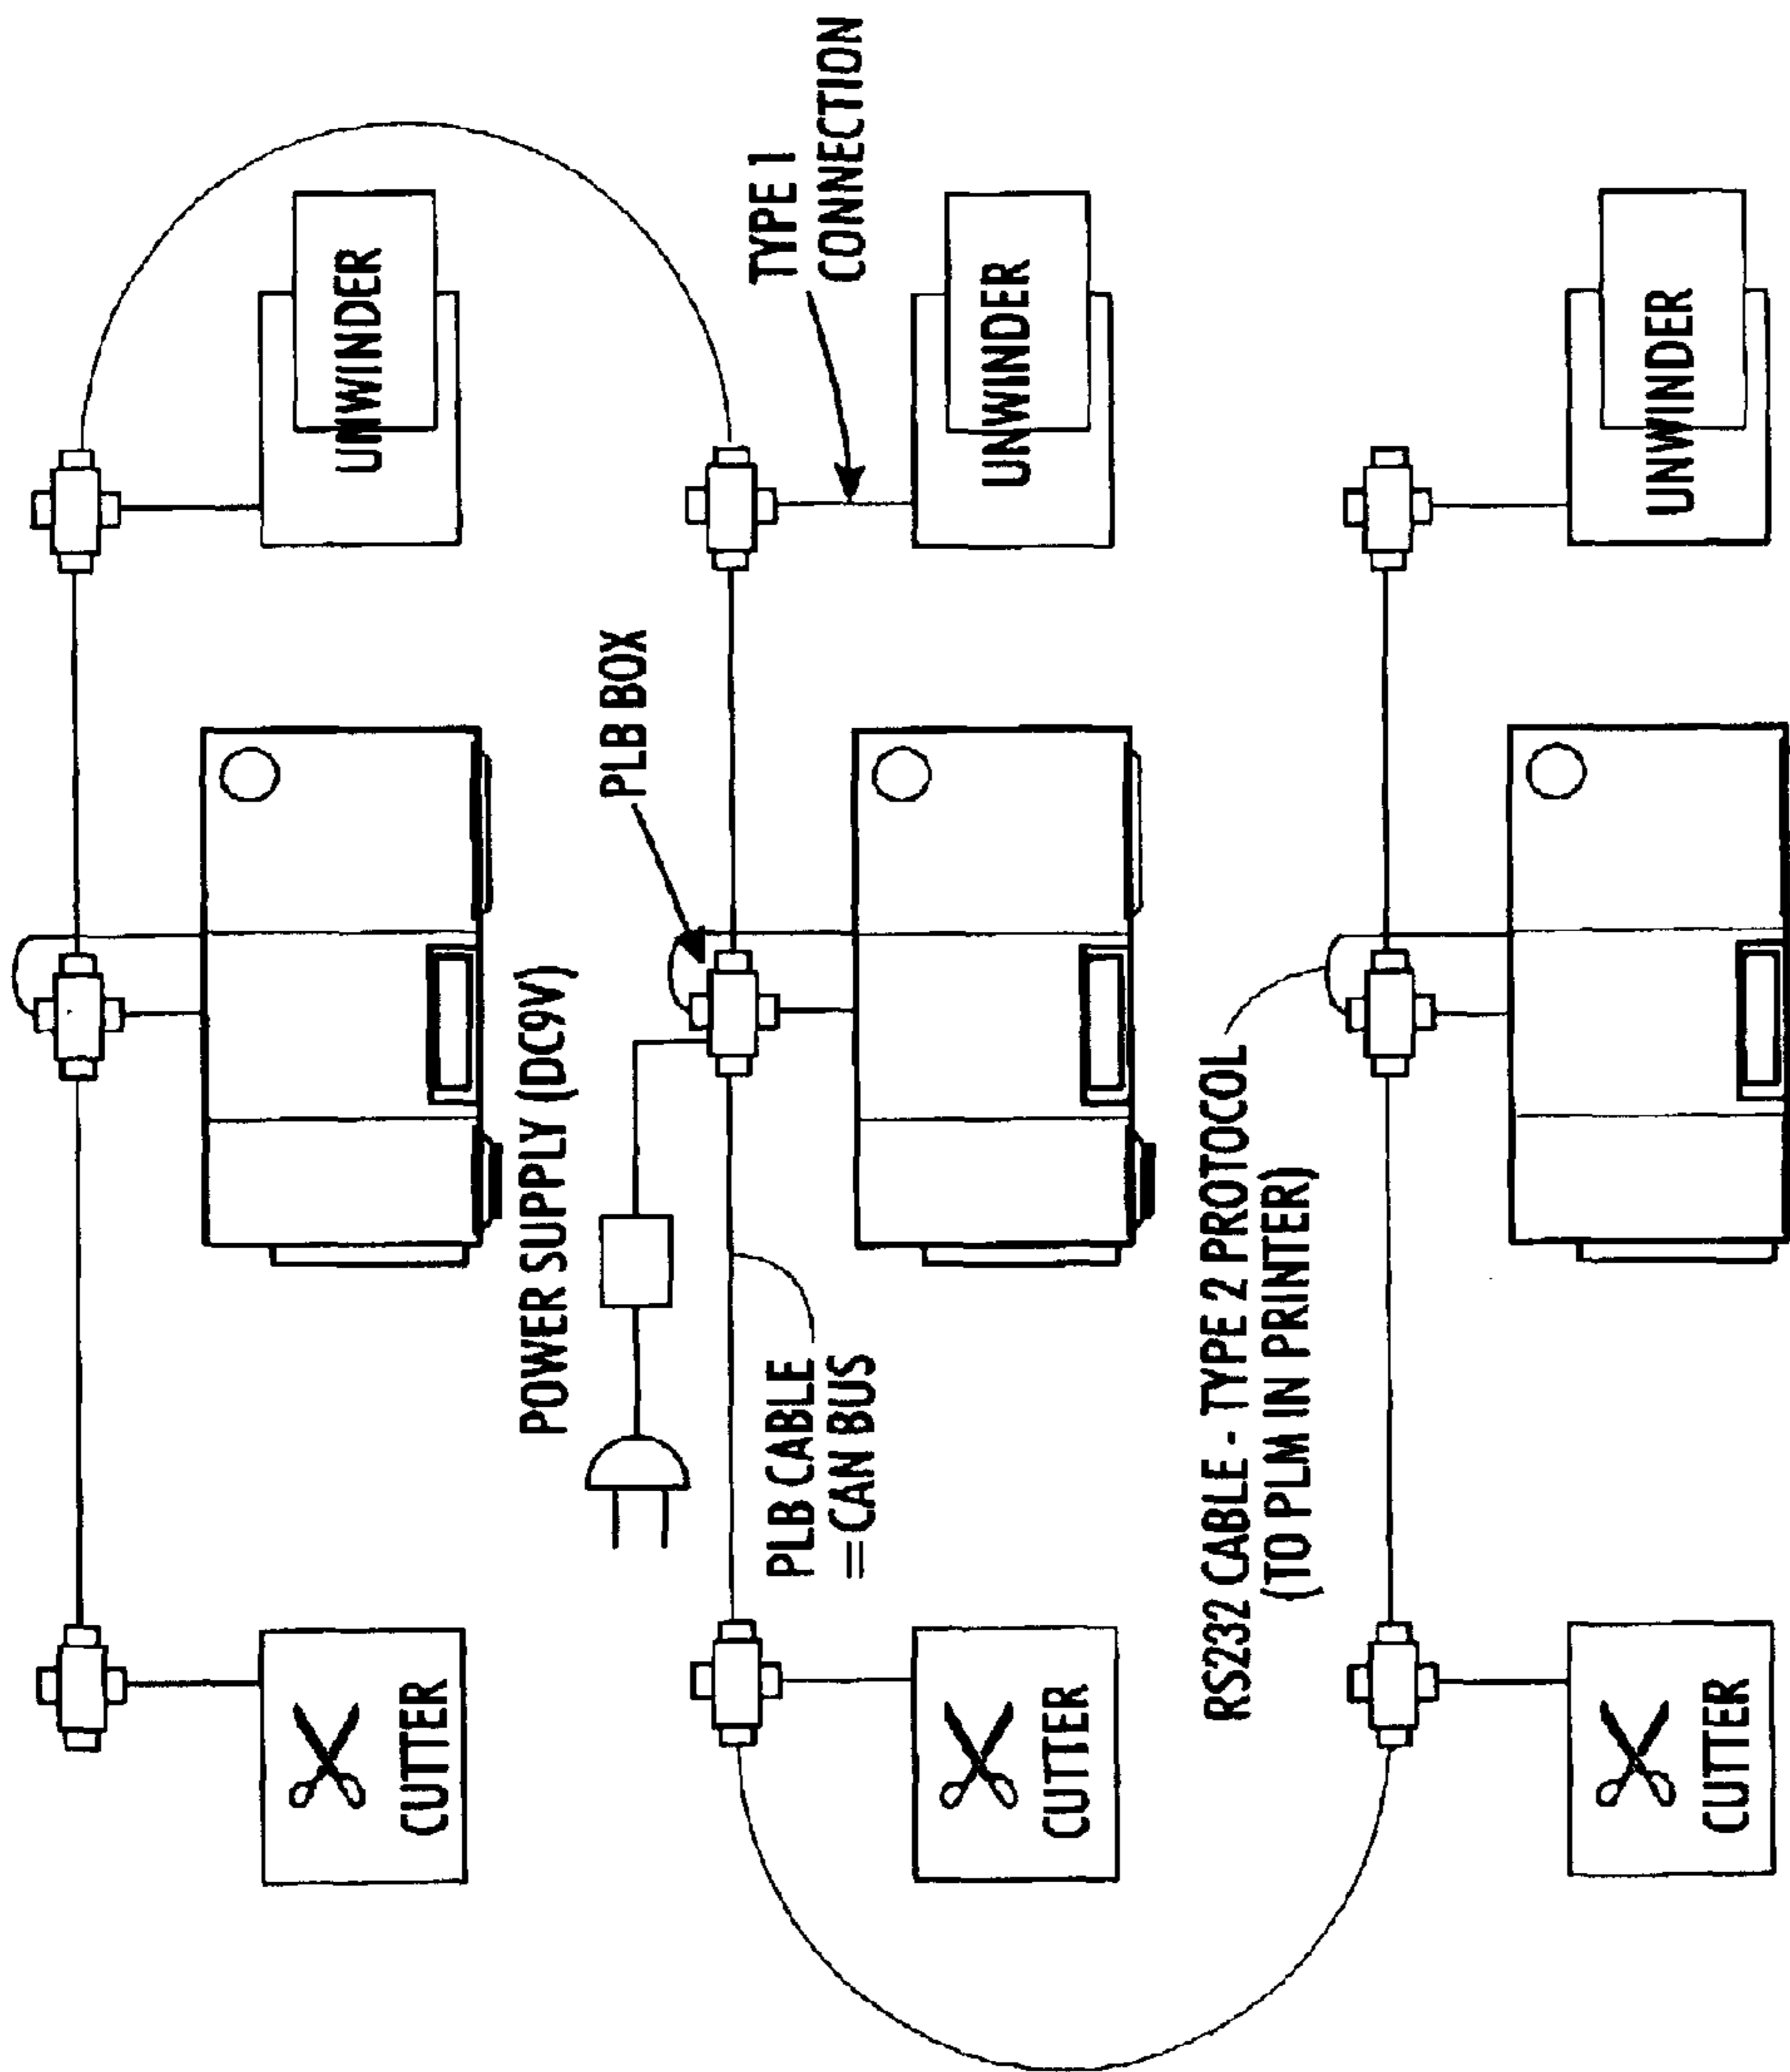 UNWINDER
CUTTER
POWER SUPPLY (DC9V)
PLB BOX
TYPE 1
CONNECTION
PLB CABLE
=CAN BUS
UNWINDER
CUTTER
RS232 CABLE - TYPE 2 PROTOCOL
(TO PLM IN PRINTER)
UNWINDER
CUTTER